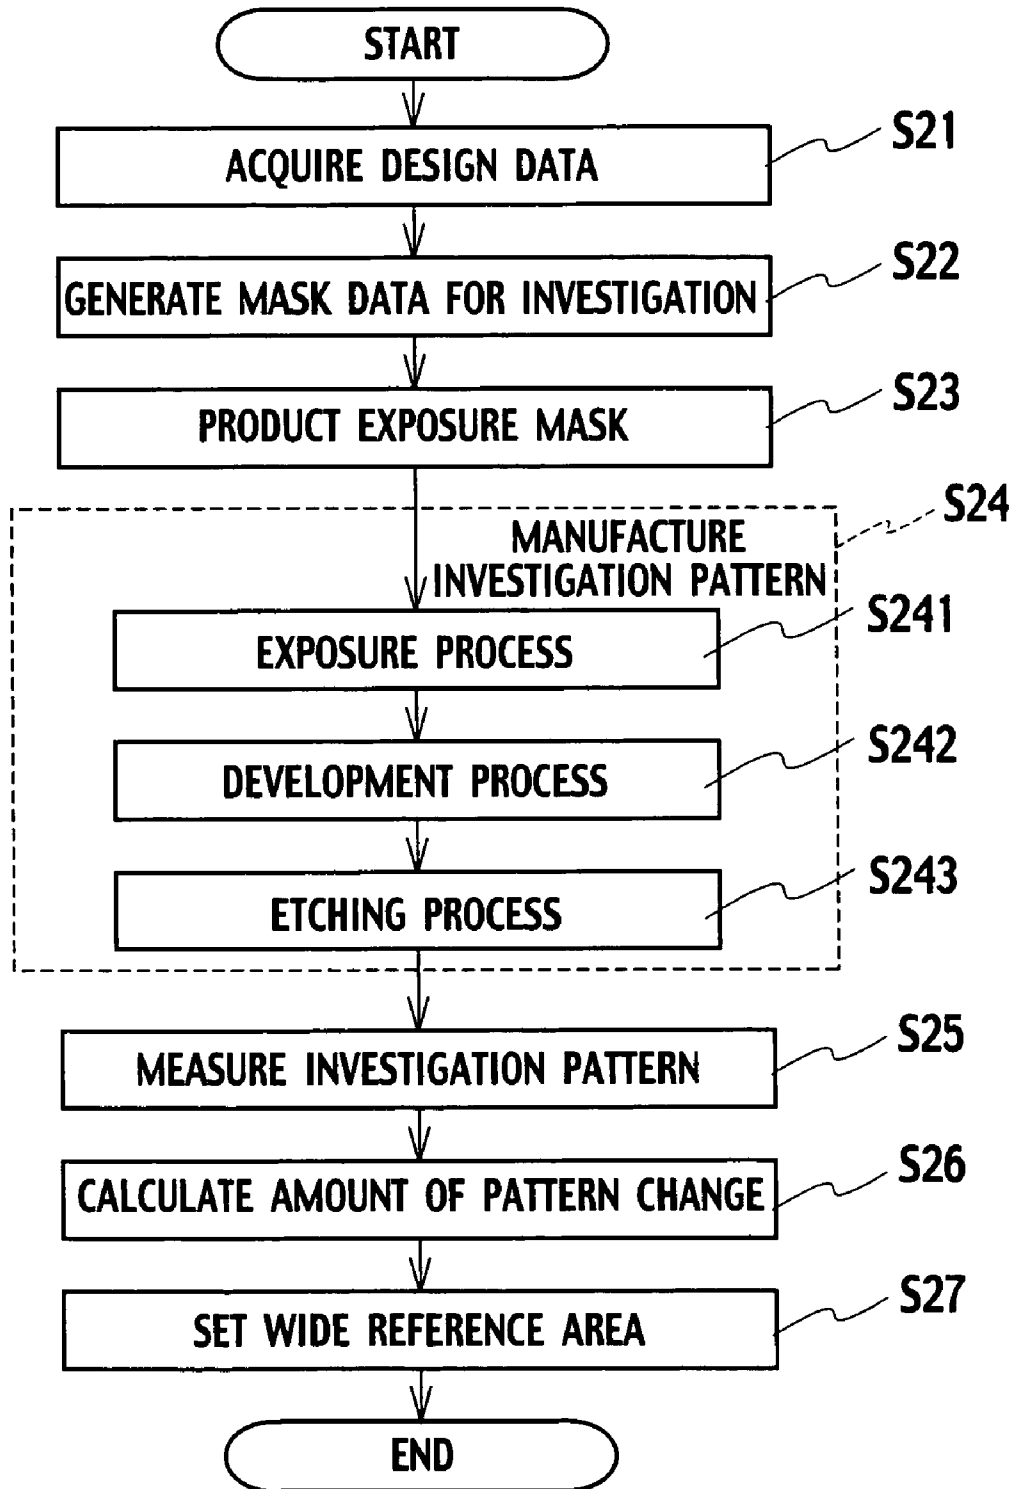 START
ACQUIRE DESIGN DATA
S21
GENERATE MASK DATA FOR INVESTIGATION
S22
PRODUCT EXPOSURE MASK
S23
S24
MANUFACTURE
INVESTIGATION PATTERN
EXPOSURE PROCESS
S241
DEVELOPMENT PROCESS
S242
ETCHING PROCESS
S243
MEASURE INVESTIGATION PATTERN
S25
CALCULATE AMOUNT OF PATTERN CHANGE
S26
SET WIDE REFERENCE AREA
S27
END